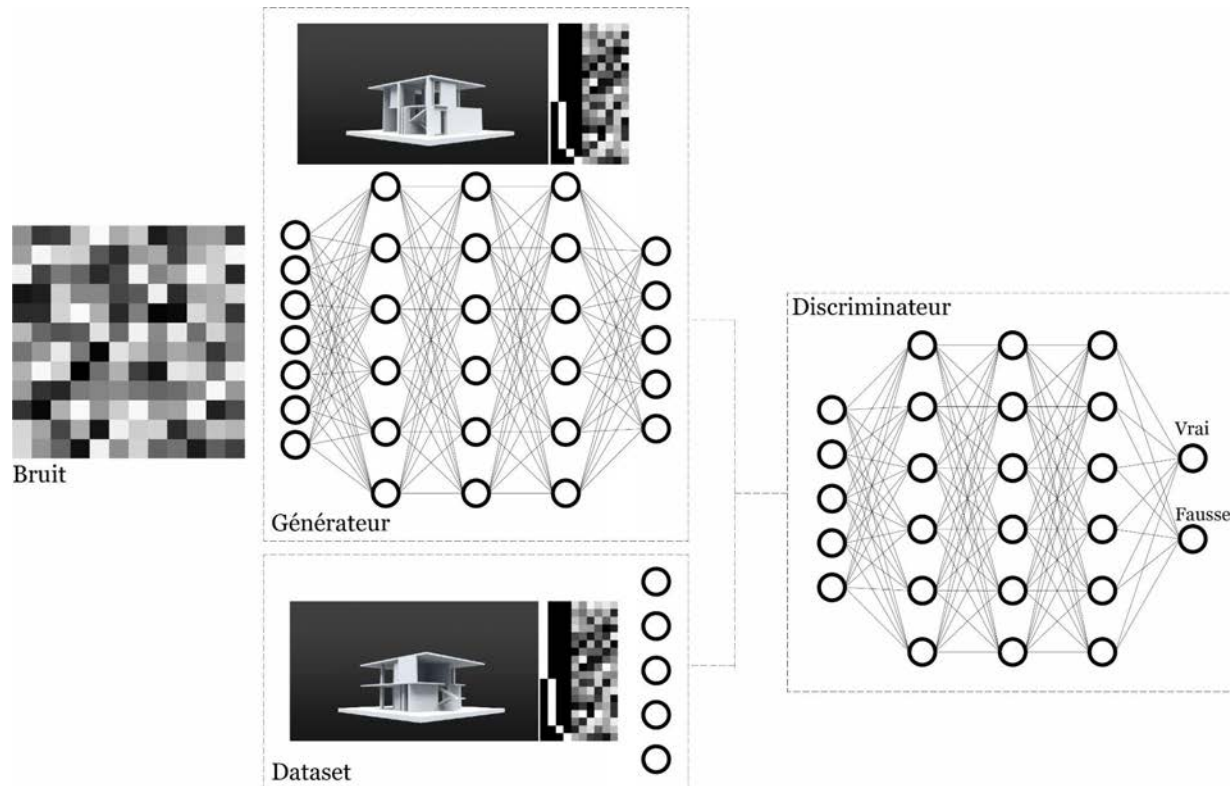 Bruit
Générateur
Dataset
Discriminateur
Vrai
Fausse